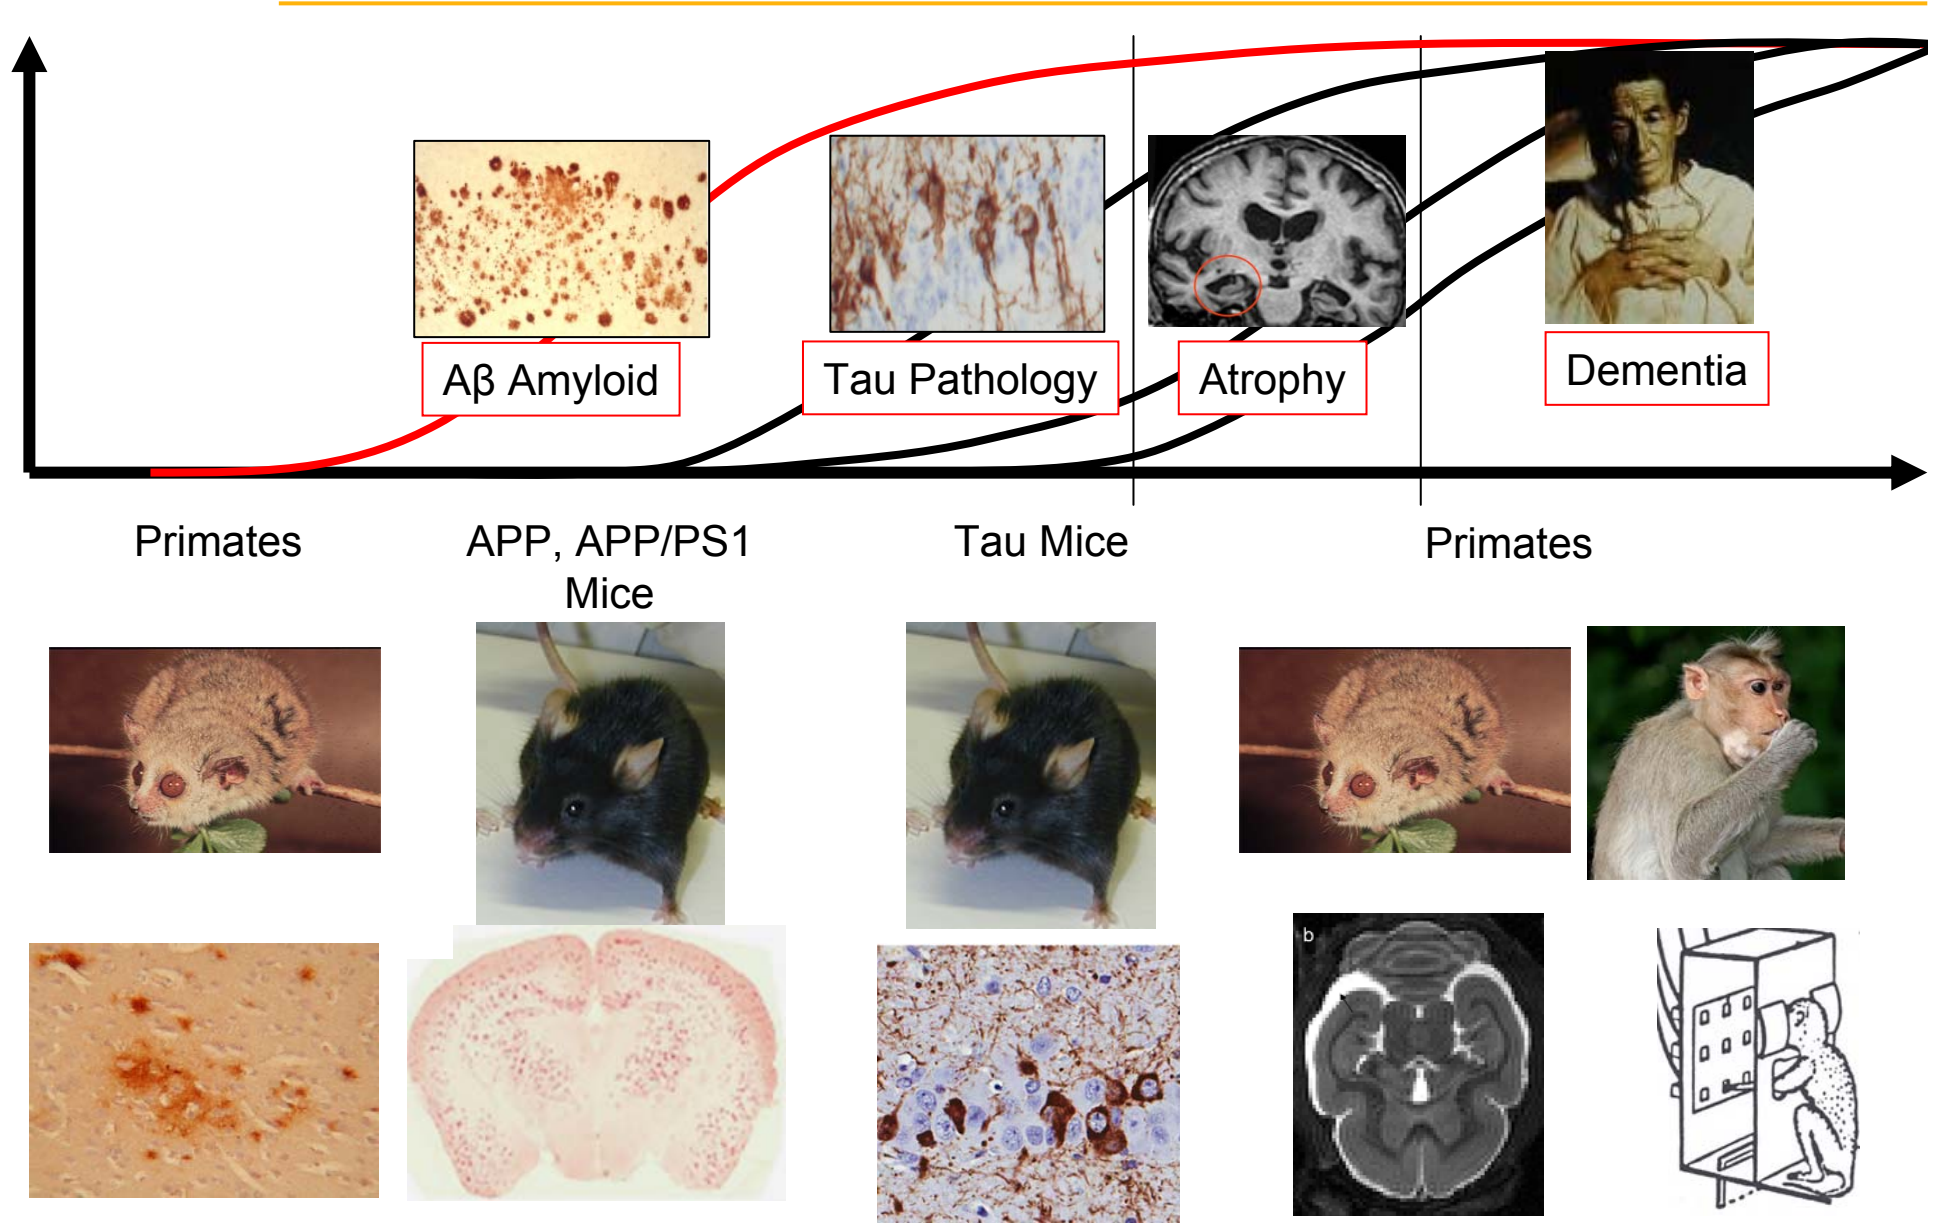 Aβ Amyloid
Tau Pathology
Atrophy
Dementia
Primates
APP, APP/PS1
Mice
Tau Mice
Primates
b